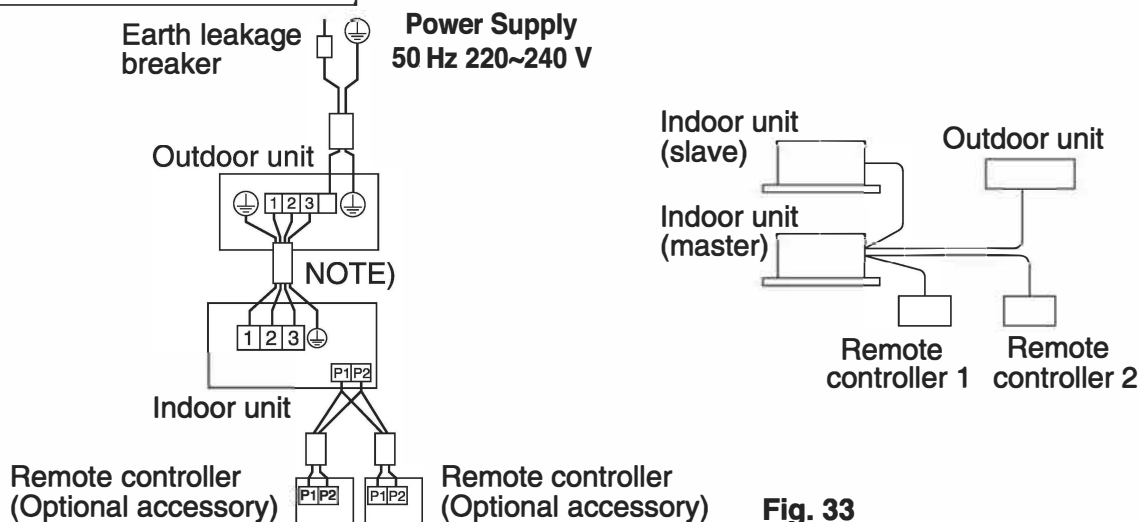 Earth leakage
breaker
Power Supply
50 Hz 220~240 V
Outdoor unit
1 2 3
NOTE)
1 2 3
P1 P2
Indoor unit
Remote controller
(Optional accessory)
P1 P2
P1 P2
Remote controller
(Optional accessory)
Indoor unit
(slave)
Outdoor unit
Indoor unit
(master)
Remote
controller 1
Remote
controller 2
Fig. 33